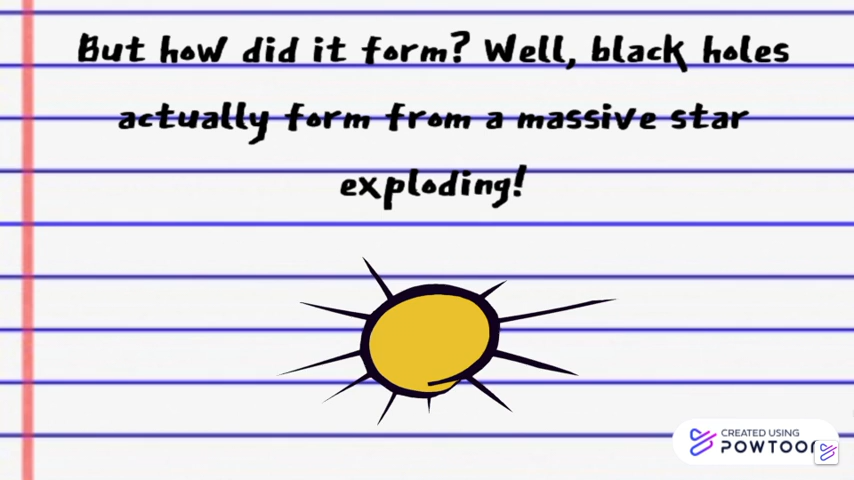 But how did it form? Well, black holes
actually form from a massive star
exploding!
CREATED USING
POWTOON